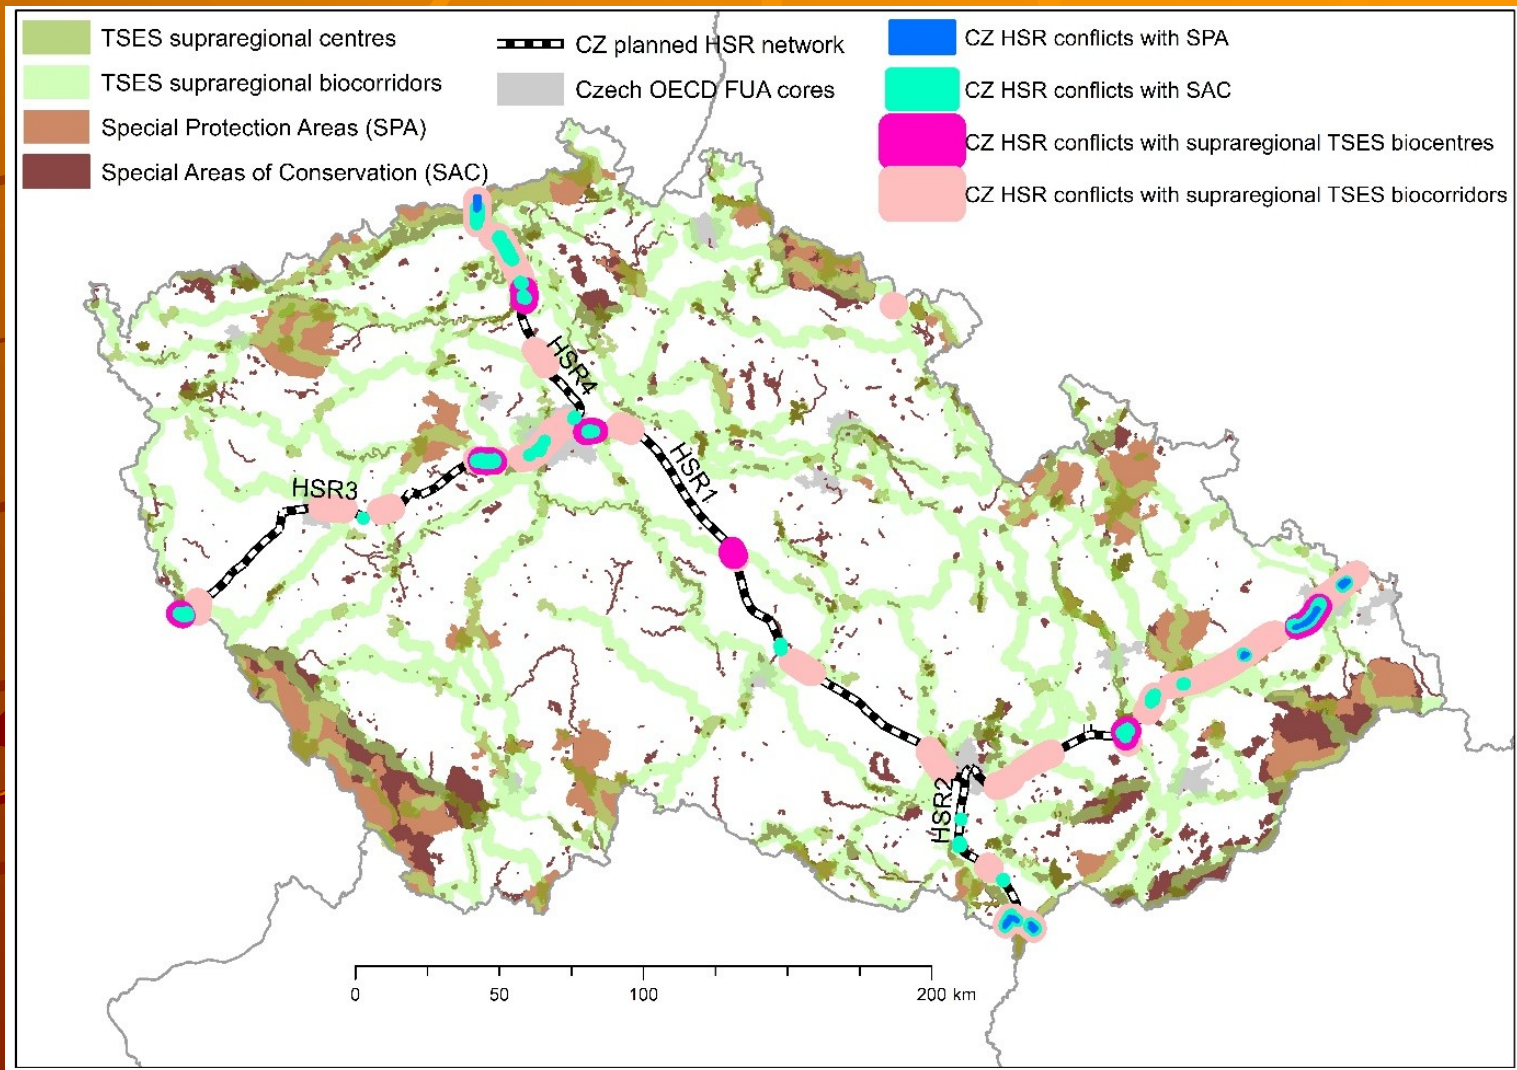 TSES supraregional centres
TSES supraregional biocorridors
Special Protection Areas (SPA)
Special Areas of Conservation (SAC)
CZ planned HSR network
Czech OECD FUA cores
CZ HSR conflicts with SPA
CZ HSR conflicts with SAC
CZ HSR conflicts with supraregional TSES biocentres
CZ HSR conflicts with supraregional TSES biocorridors
HSR4
HSR1
HSR3
HSR2
0 50 100 200 km